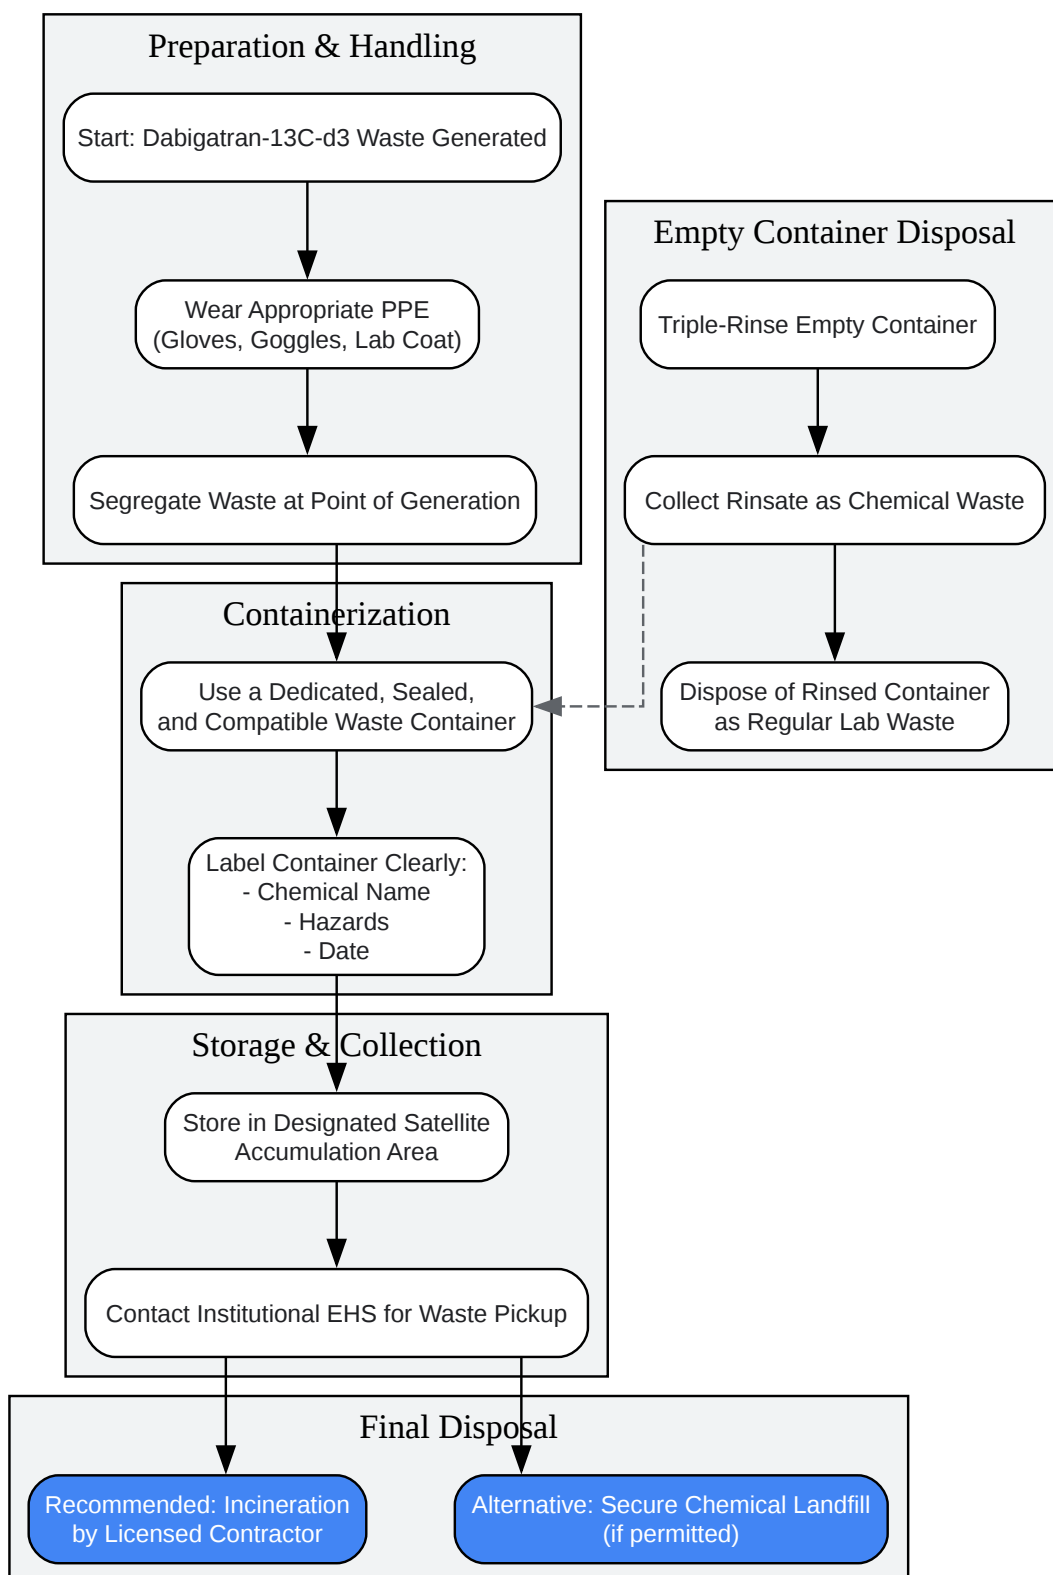 Preparation & Handling
Start: Dabigatran-13C-d3 Waste Generated
Wear Appropriate PPE
(Gloves, Goggles, Lab Coat)
Segregate Waste at Point of Generation
Empty Container Disposal
Triple-Rinse Empty Container
Collect Rinsate as Chemical Waste
Dispose of Rinsed Container
as Regular Lab Waste
Containerization
Use a Dedicated, Sealed,
and Compatible Waste Container
Label Container Clearly:
- Chemical Name
- Hazards
- Date
Storage & Collection
Store in Designated Satellite
Accumulation Area
Contact Institutional EHS for Waste Pickup
Final Disposal
Recommended: Incineration
by Licensed Contractor
Alternative: Secure Chemical Landfill
(if permitted)